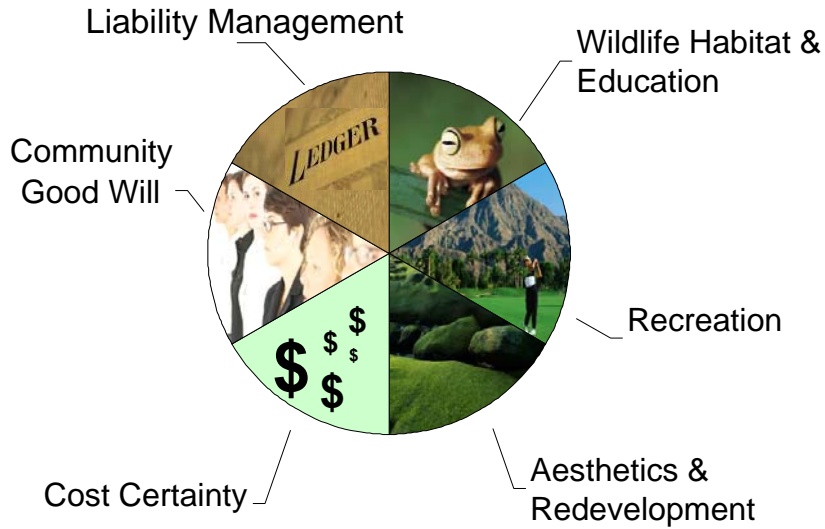 Liability Management
Wildlife Habitat &
Education
Community
Good Will
LEDGER
Recreation
$ $ $
$ $
Aesthetics &
Redevelopment
Cost Certainty